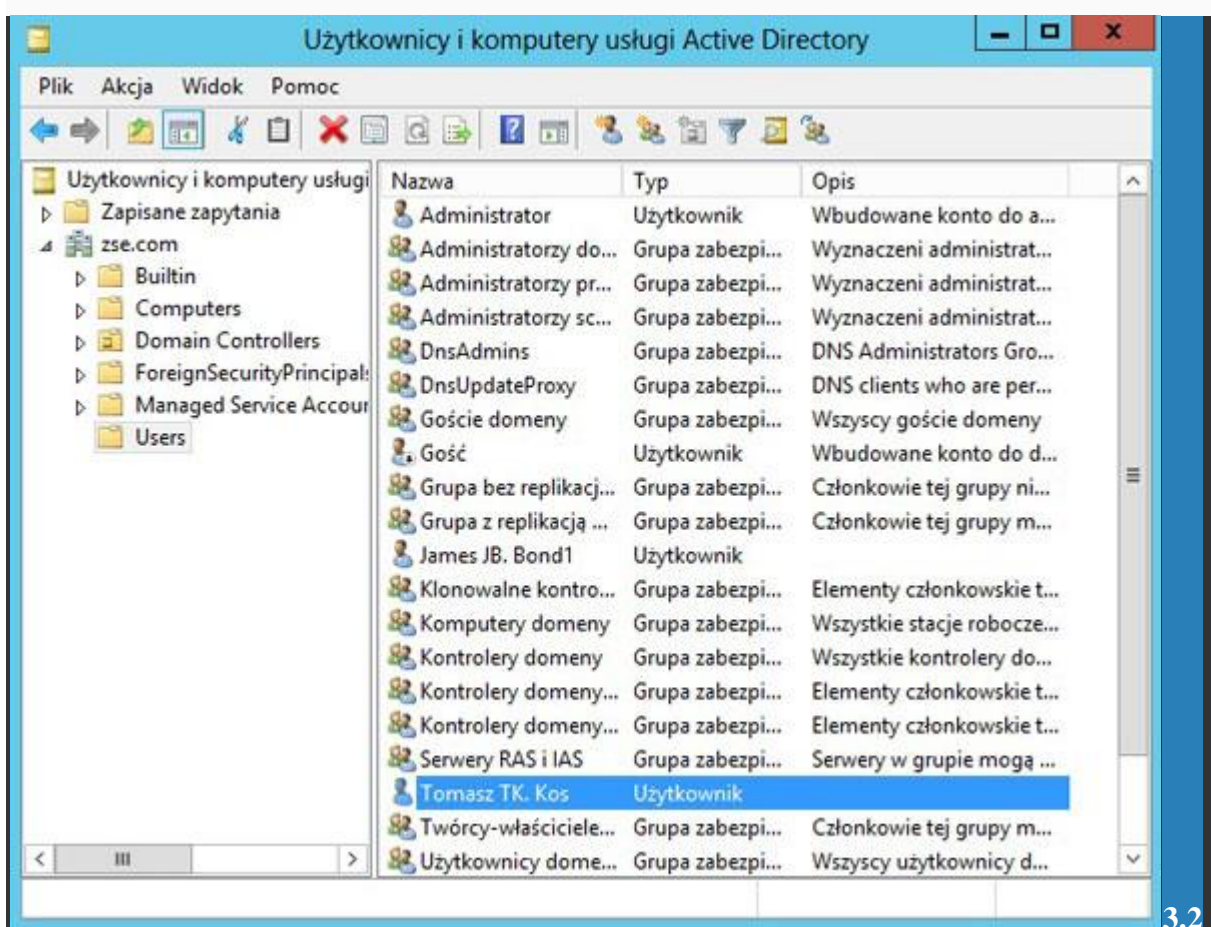 Użytkownicy i komputery usługi Active Directory
Plik Akcja Widok Pomoc
Użytkownicy i komputery usługi
Zapisane zapytania
zse.com
Builtin
Computers
Domain Controllers
ForeignSecurityPrincipals
Managed Service Accour
Users
Nazwa Typ Opis
Administrator Użytkownik Wbudowane konto do a...
Administratorzy do... Grupa zabezpi... Wyznaczeni administrat...
Administratorzy pr... Grupa zabezpi... Wyznaczeni administrat...
Administratorzy sc... Grupa zabezpi... Wyznaczeni administrat...
DnsAdmins Grupa zabezpi... DNS Administrators Gro...
DnsUpdateProxy Grupa zabezpi... DNS clients who are per...
Goście domeny Grupa zabezpi... Wszyscy goście domeny
Gość Użytkownik Wbudowane konto do d...
Grupa bez replikacj... Grupa zabezpi... Członkowie tej grupy ni...
Grupa z replikacją ... Grupa zabezpi... Członkowie tej grupy m...
James JB. Bond1 Użytkownik
Klonowalne kontro... Grupa zabezpi... Elementy członkowskie t...
Komputery domeny Grupa zabezpi... Wszystkie stacje robocze...
Kontrolery domeny Grupa zabezpi... Wszystkie kontrolery do...
Kontrolery domeny... Grupa zabezpi... Elementy członkowskie t...
Kontrolery domeny... Grupa zabezpi... Elementy członkowskie t...
Serwery RAS i IAS Grupa zabezpi... Serwery w grupie mogą ...
Tomasz TK. Kos Użytkownik
Twórcy-właściciele... Grupa zabezpi... Członkowie tej grupy m...
Użytkownicy dome... Grupa zabezpi... Wszyscy użytkownicy d...
3.2